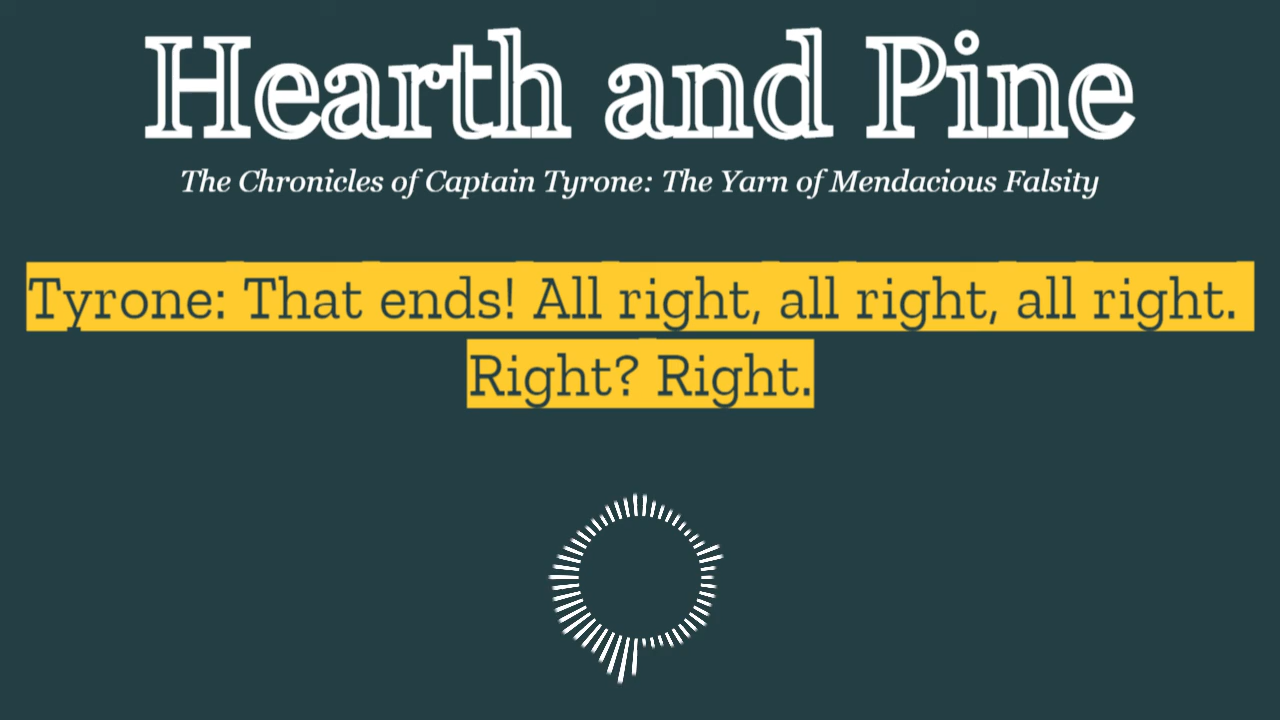 Hearth and Pine
The Chronicles of Captain Tyrone: The Yarn of Mendacious Falsity
Tyrone: That ends! All right, all right, all right.
Right? Right.